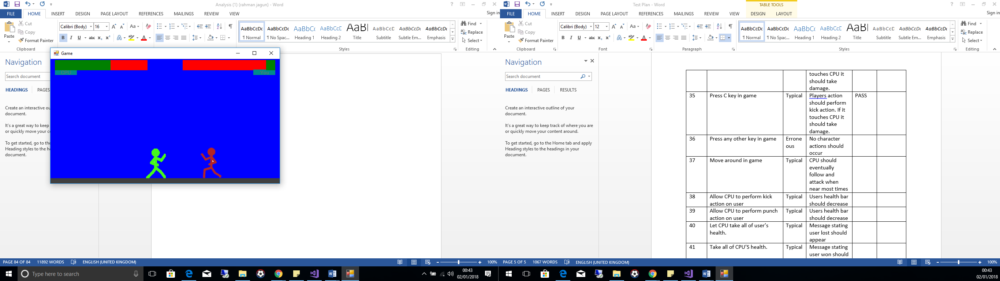 Analysis (1) (rahman jagun) - Word
FILE HOME INSERT DESIGN PAGE LAYOUT REFERENCES MAILINGS REVIEW VIEW Sign in
Cut
Copy
Format Painter
Paste
Clipboard
Calibri (Body) 16
AaBbCcDc AaBbCcDc AaBbCc AaBbCcC AaBl AaBbCcD AaBbCcDc AaBbCcDc
¶ Normal ¶ No Spac... Heading 1 Heading 2 Title Subtitle Subtle Em... Emphasis
Styles
Find
Replace
Select
Editing
Game
CPU
You
Navigation
Search document
HEADINGS PAGES
Create an interactive ou
document.
It's a great way to keep
or quickly move your co
To get started, go to the
Heading styles to the he
document.
PAGE 84 OF 84 11892 WORDS ENGLISH (UNITED KINGDOM) 100%
Type here to search
00:43
02/01/2018
Test Plan - Word
TABLE TOOLS
FILE HOME INSERT DESIGN PAGE LAYOUT REFERENCES MAILINGS REVIEW VIEW DESIGN LAYOUT Sign in
Cut
Copy
Format Painter
Paste
Clipboard
Calibri (Body) 12
Font
Paragraph
AaBbCcDc AaBbCcDc AaBbCc AaBbCcC AaBl AaBbCcD AaBbCcDc AaBbCcDc
¶ Normal ¶ No Spac... Heading 1 Heading 2 Title Subtitle Subtle Em... Emphasis
Styles
Find
Replace
Select
Editing
Navigation
Search document
HEADINGS PAGES RESULTS
Create an interactive outline of your
document.
It's a great way to keep track of where you are
or quickly move your content around.
To get started, go to the Home tab and apply
Heading styles to the headings in your
document.
touches CPU it
should take
damage.
35 Press C key in game Typical Players action PASS
should perform
kick action. If it
touches CPU it
should take
damage.
36 Press any other key in game Errone No character
ous actions should
occur
37 Move around in game Typical CPU should
eventually
follow and
attack when
near most times
38 Allow CPU to perform kick Typical Users health bar
action on user should decrease
39 Allow CPU to perform punch Typical Users health bar
action on user should decrease
40 Let CPU take all of user's Typical Message stating
health. user lost should
appear
41 Take all of CPU'S health. Typical Message stating
user won should
PAGE 5 OF 5 1067 WORDS ENGLISH (UNITED KINGDOM) 100%
00:43
02/01/2018